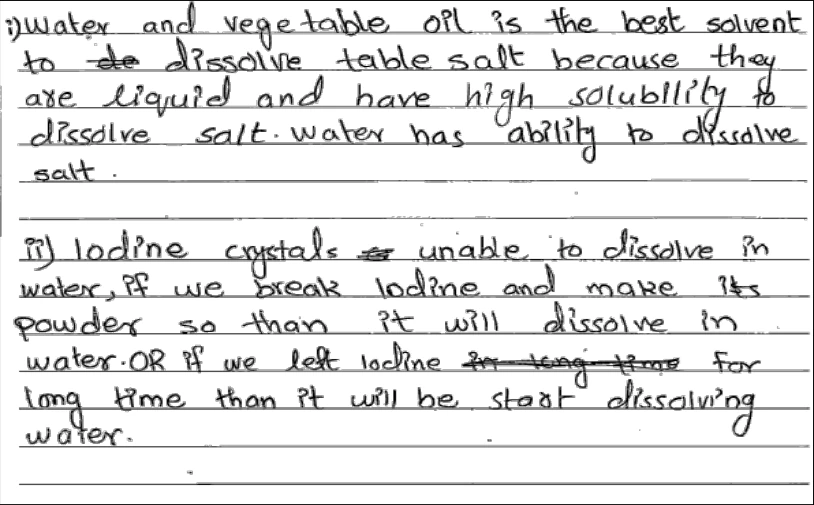 i) Water and vegetable oil is the best solvent
to dissolve table salt because they
are liquid and have high solubility to
dissolve salt. Water has ability to dissolve
salt.
ii) Iodine crystals unable to dissolve in
water, if we break Iodine and make its
powder so than it will dissolve in
water. OR if we left iodine for
long time than it will be start dissolving
water.